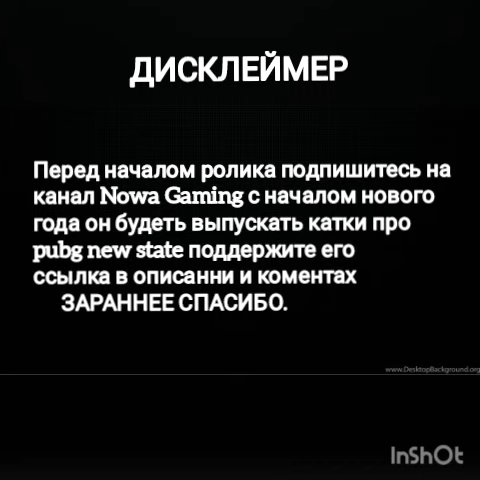 ДИСКЛЕЙМЕР
Перед началом ролика подпишитесь на
канал Nowa Gaming с началом нового
года он будеть выпускать катки про
pubg new state поддержите его
ссылка в описанни и коментах
ЗАРАННЕЕ СПАСИБО.
www.DesktopBackground.org
InShOt